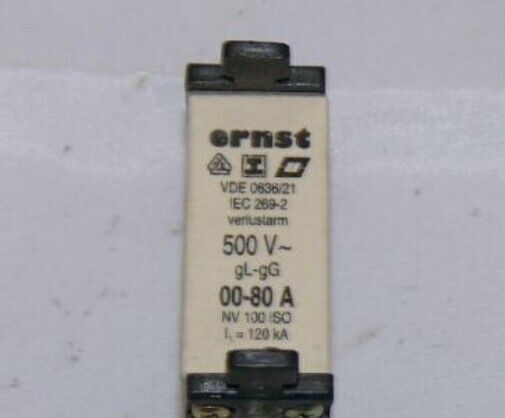 ernst
VDE 0636/21
IEC 269-2
verlustarm
500 V~
gL-gG
00-80 A
NV 100 ISO
I₁ = 120 kA